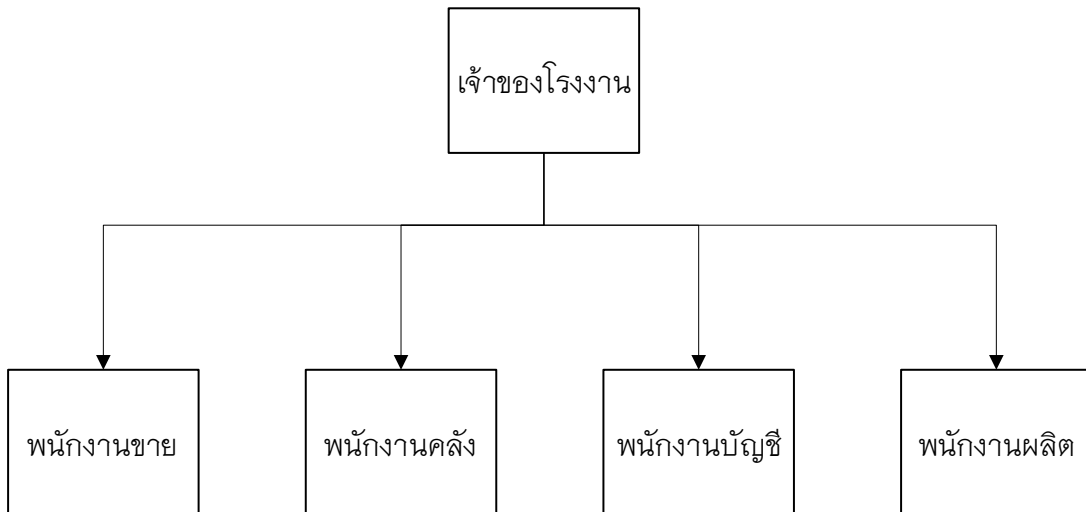 เจ้าของโรงงาน
พนักงานขาย
พนักงานคลัง
พนักงานบัญชี
พนักงานผลิต